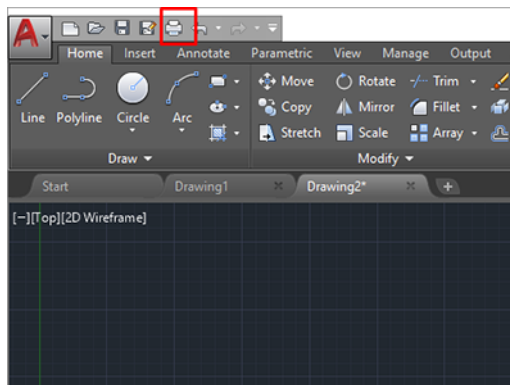 A
Home Insert Annotate Parametric View Manage Output
Move Rotate Trim
Line Polyline Circle Arc Copy Mirror Fillet
Stretch Scale Array
Draw Modify
Start Drawing1 Drawing2* +
[−][Top][2D Wireframe]